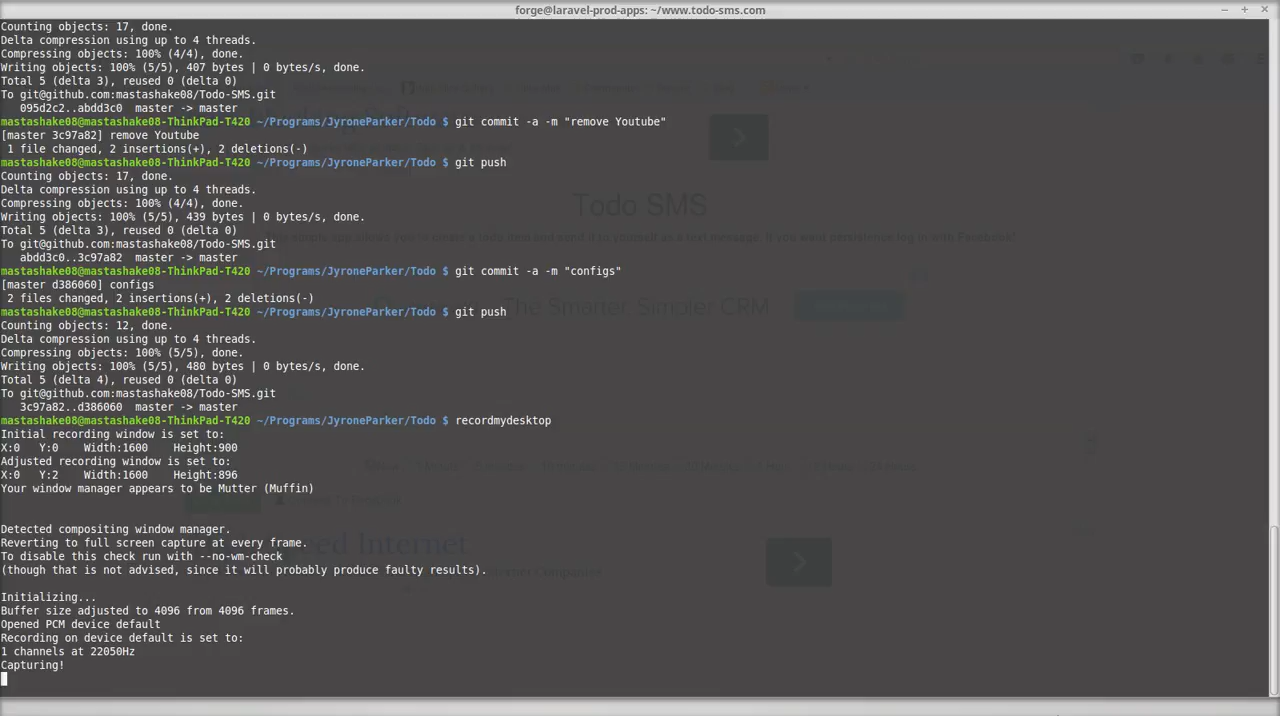 forge@laravel-prod-apps: ~/www.todo-sms.com
Counting objects: 17, done.
Delta compression using up to 4 threads.
Compressing objects: 100% (4/4), done.
Writing objects: 100% (5/5), 407 bytes | 0 bytes/s, done.
Total 5 (delta 3), reused 0 (delta 0)
To git@github.com:mastashake08/Todo-SMS.git
   095d2c2..abdd3c0  master -> master
mastashake08@mastashake08-ThinkPad-T420 ~/Programs/JyroneParker/Todo $ git commit -a -m "remove Youtube"
[master 3c97a82] remove Youtube
 1 file changed, 2 insertions(+), 2 deletions(-)
mastashake08@mastashake08-ThinkPad-T420 ~/Programs/JyroneParker/Todo $ git push
Counting objects: 17, done.
Delta compression using up to 4 threads.
Compressing objects: 100% (4/4), done.
Writing objects: 100% (5/5), 439 bytes | 0 bytes/s, done.
Todo SMS
Total 5 (delta 3), reused 0 (delta 0)
To git@github.com:mastashake08/Todo-SMS.git
   abdd3c0..3c97a82  master -> master
mastashake08@mastashake08-ThinkPad-T420 ~/Programs/JyroneParker/Todo $ git commit -a -m "configs"
[master d386060] configs
 2 files changed, 2 insertions(+), 2 deletions(-)
The Smarter Simpler CRM
mastashake08@mastashake08-ThinkPad-T420 ~/Programs/JyroneParker/Todo $ git push
Counting objects: 12, done.
Delta compression using up to 4 threads.
Compressing objects: 100% (5/5), done.
Writing objects: 100% (5/5), 480 bytes | 0 bytes/s, done.
Total 5 (delta 4), reused 0 (delta 0)
To git@github.com:mastashake08/Todo-SMS.git
   3c97a82..d386060  master -> master
mastashake08@mastashake08-ThinkPad-T420 ~/Programs/JyroneParker/Todo $ recordmydesktop
Initial recording window is set to:
X:0   Y:0   Width:1600    Height:900
Adjusted recording window is set to:
X:0   Y:2   Width:1600    Height:896
Your window manager appears to be Mutter (Muffin)
Detected compositing window manager.
Reverting to full screen capture at every frame.
Internet
To disable this check run with --no-wm-check
(though that is not advised, since it will probably produce faulty results).
Initializing...
Buffer size adjusted to 4096 from 4096 frames.
Opened PCM device default
Recording on device default is set to:
1 channels at 22050Hz
Capturing!